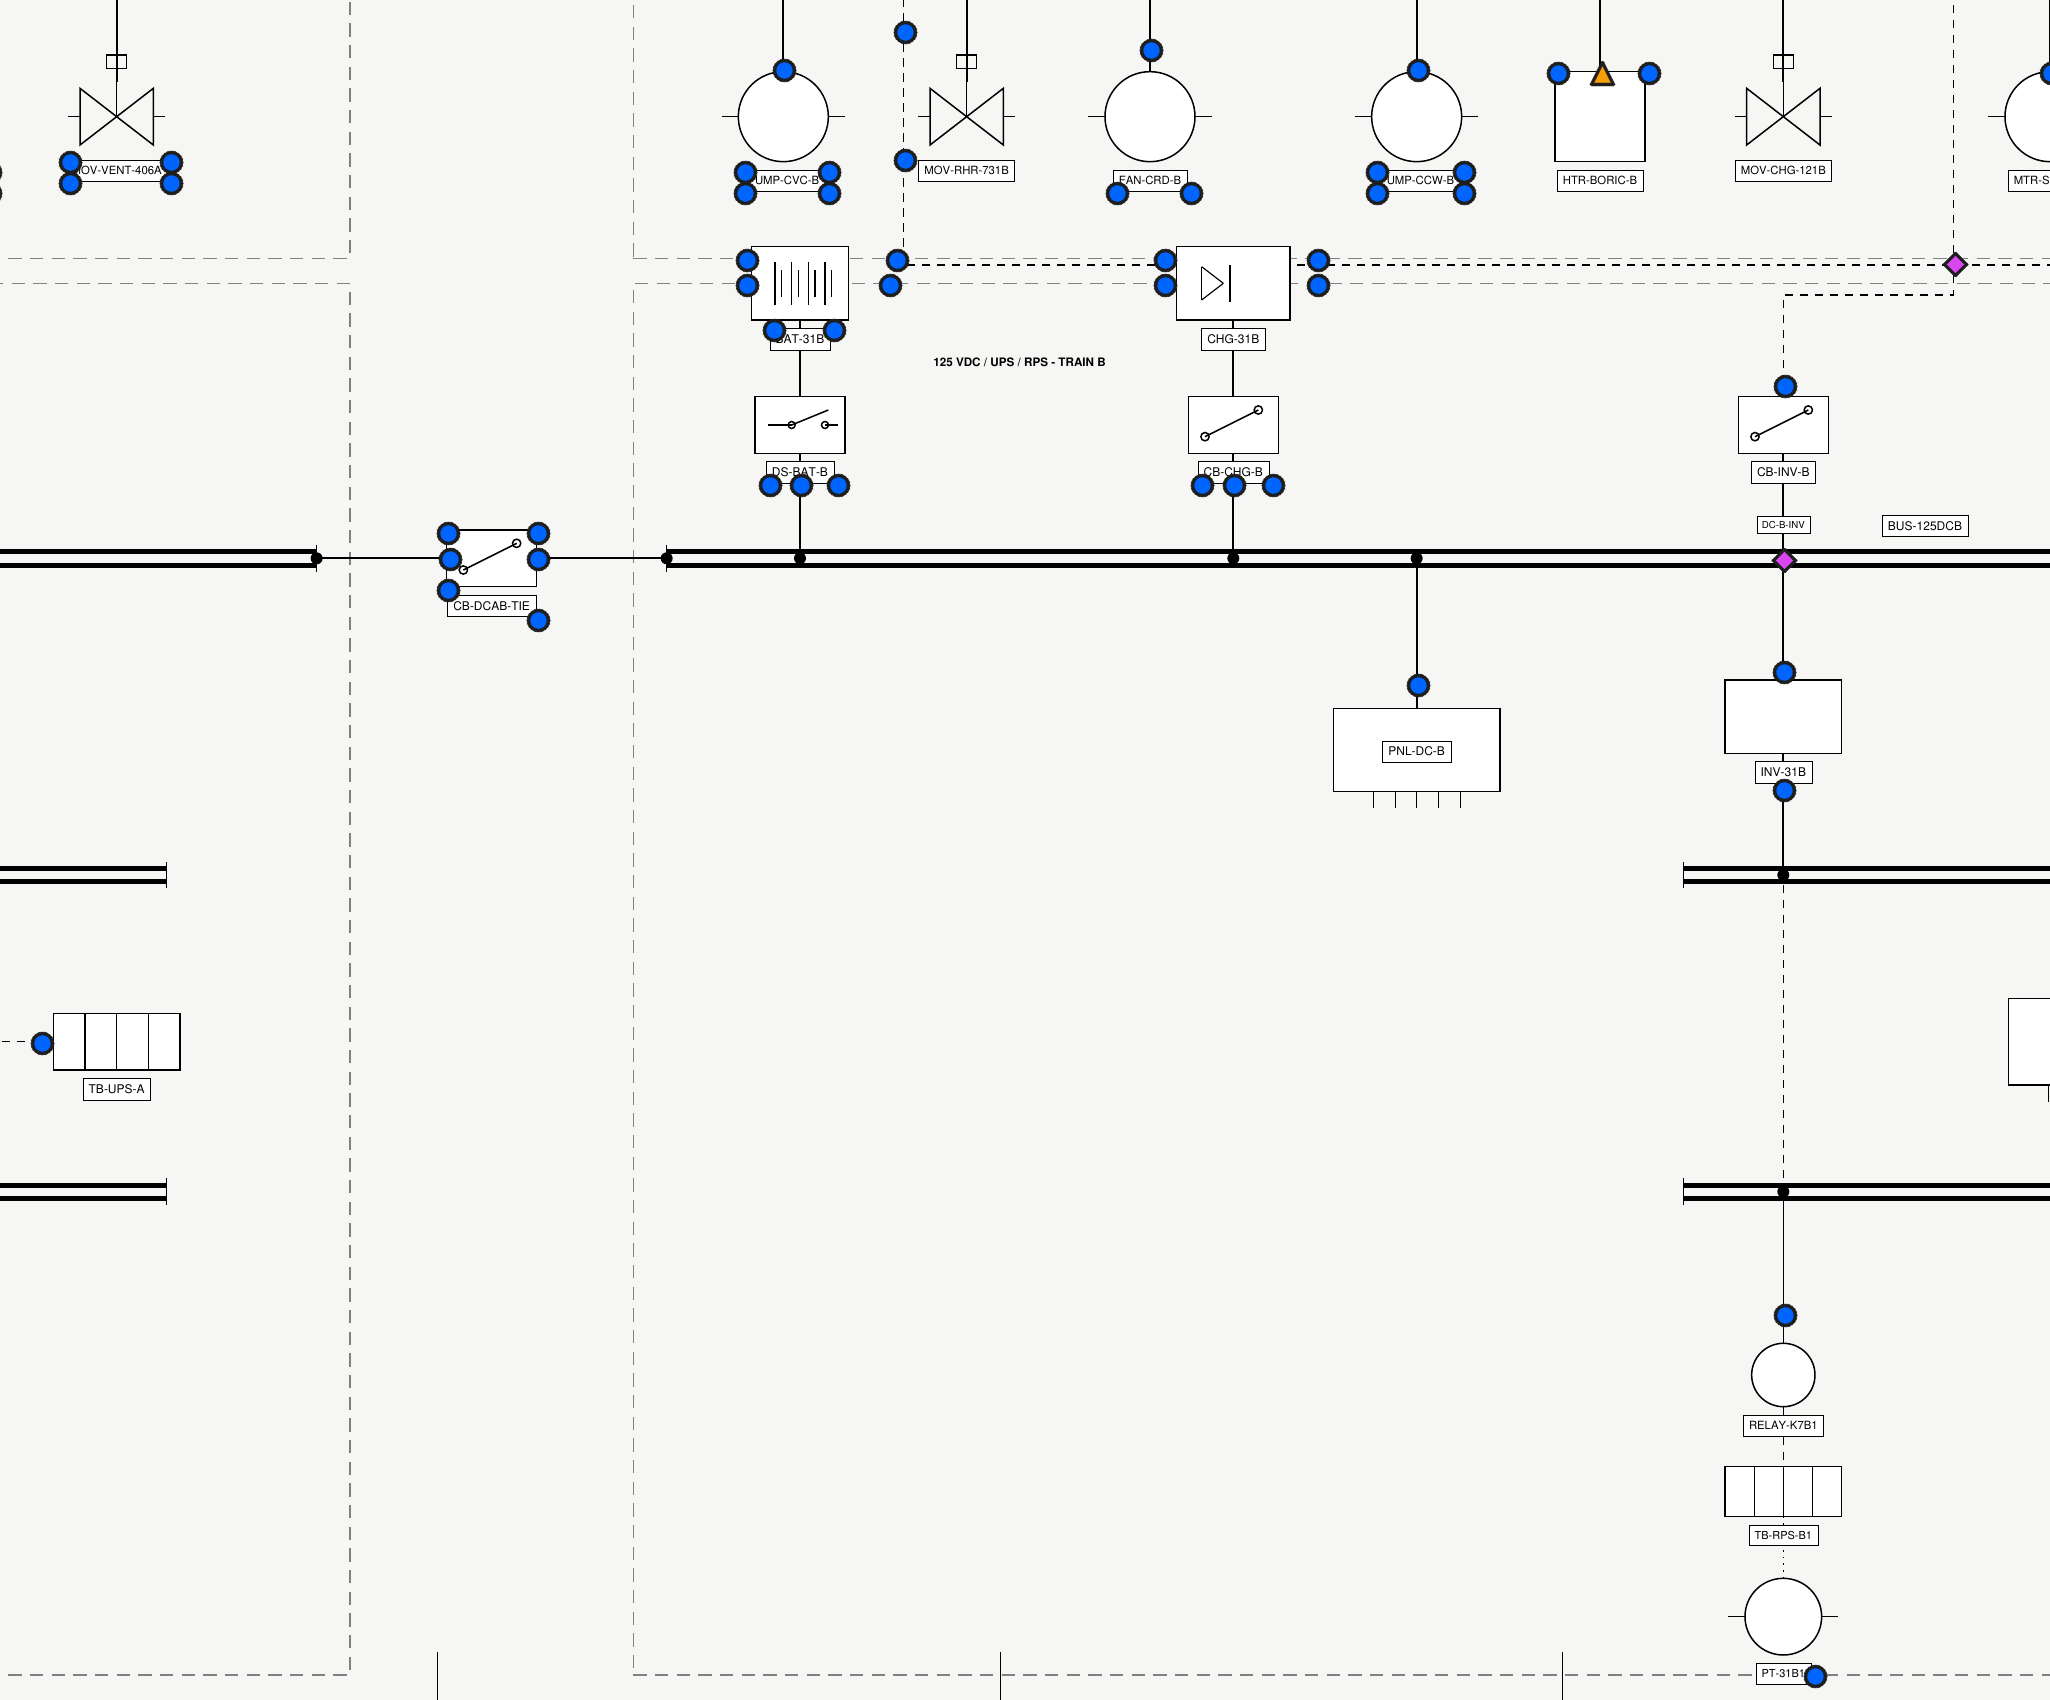 OV-VENT-406A
UMP-CVC-B
MOV-RHR-731B
FAN-CRD-B
UMP-CCW-B
HTR-BORIC-B
MOV-CHG-121B
MTR-S
BAT-31B
CHG-31B
125 VDC / UPS / RPS - TRAIN B
DS-BAT-B
CB-CHG-B
CB-INV-B
DC-B-INV
BUS-125DCB
CB-DCAB-TIE
PNL-DC-B
INV-31B
TB-UPS-A
RELAY-K7B1
TB-RPS-B1
PT-31B1